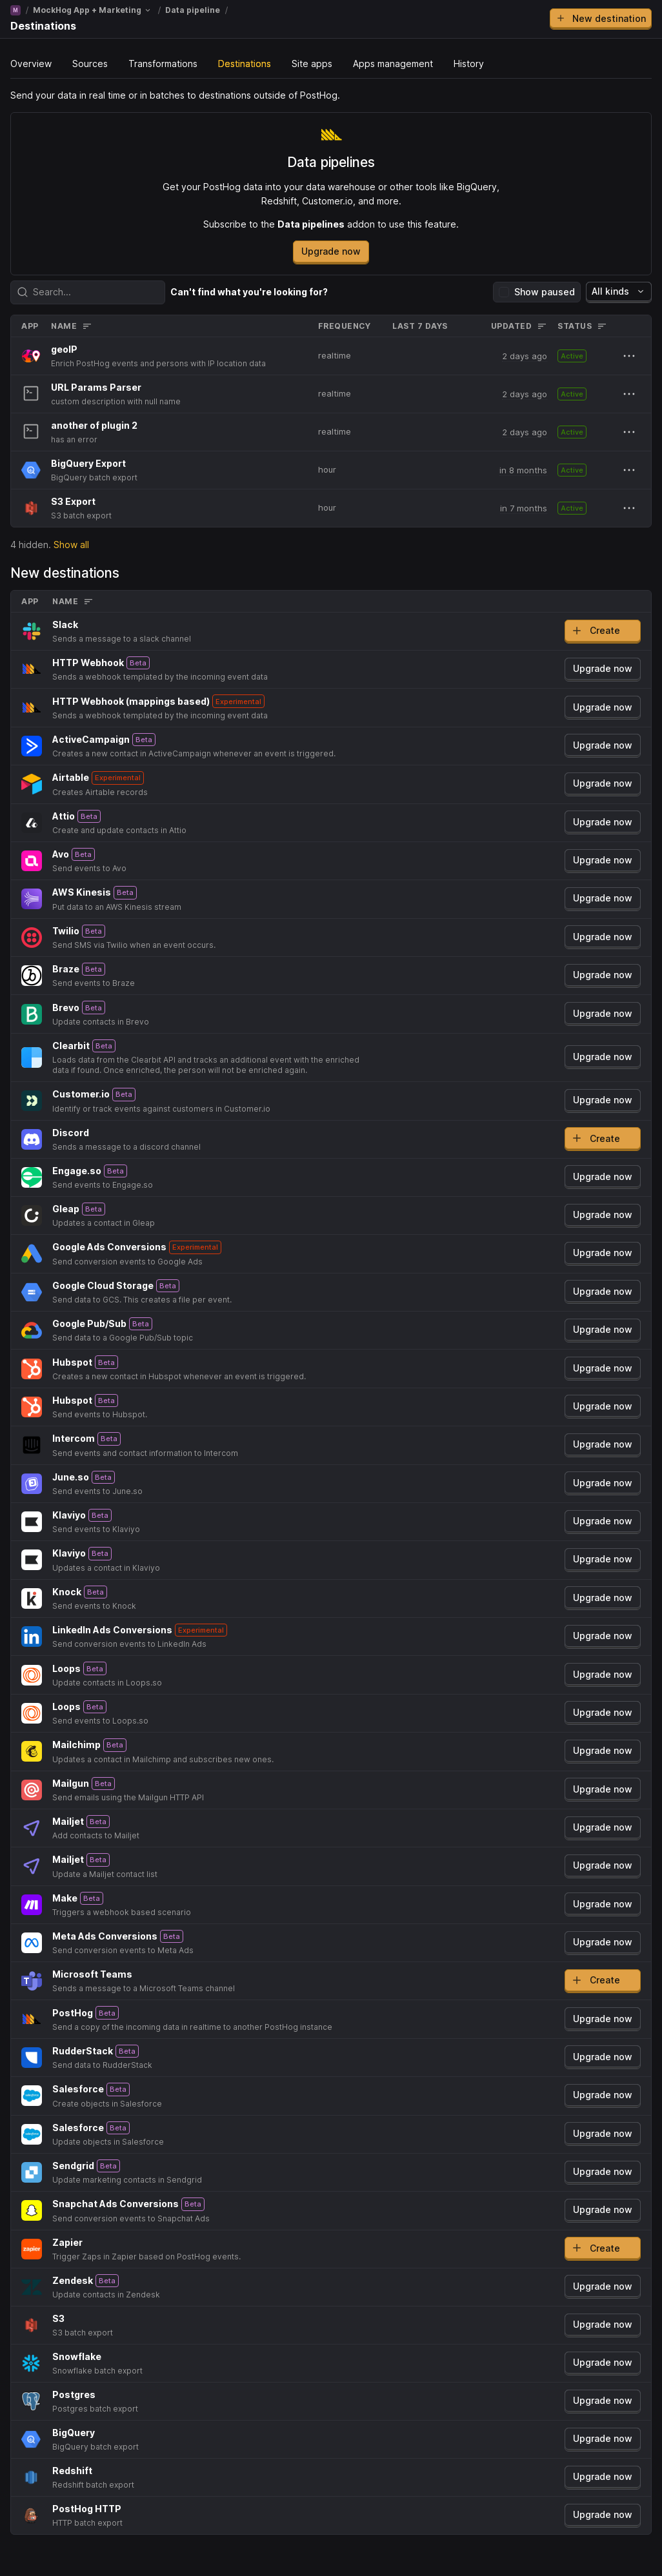 M / MockHog App + Marketing / Data pipeline /
Destinations
New destination
Overview Sources Transformations Destinations Site apps Apps management History
Send your data in real time or in batches to destinations outside of PostHog.
Data pipelines
Get your PostHog data into your data warehouse or other tools like BigQuery,
Redshift, Customer.io, and more.
Subscribe to the Data pipelines addon to use this feature.
Upgrade now
Search... Can't find what you're looking for? Show paused All kinds
APP NAME FREQUENCY LAST 7 DAYS UPDATED STATUS
geoIP
Enrich PostHog events and persons with IP location data
realtime 2 days ago Active
URL Params Parser
custom description with null name
realtime 2 days ago Active
another of plugin 2
has an error
realtime 2 days ago Active
BigQuery Export
BigQuery batch export
hour in 8 months Active
S3 Export
S3 batch export
hour in 7 months Active
4 hidden. Show all
New destinations
APP NAME
Slack
Sends a message to a slack channel
Create
HTTP Webhook Beta
Sends a webhook templated by the incoming event data
Upgrade now
HTTP Webhook (mappings based) Experimental
Sends a webhook templated by the incoming event data
Upgrade now
ActiveCampaign Beta
Creates a new contact in ActiveCampaign whenever an event is triggered.
Upgrade now
Airtable Experimental
Creates Airtable records
Upgrade now
Attio Beta
Create and update contacts in Attio
Upgrade now
Avo Beta
Send events to Avo
Upgrade now
AWS Kinesis Beta
Put data to an AWS Kinesis stream
Upgrade now
Twilio Beta
Send SMS via Twilio when an event occurs.
Upgrade now
Braze Beta
Send events to Braze
Upgrade now
Brevo Beta
Update contacts in Brevo
Upgrade now
Clearbit Beta
Loads data from the Clearbit API and tracks an additional event with the enriched
data if found. Once enriched, the person will not be enriched again.
Upgrade now
Customer.io Beta
Identify or track events against customers in Customer.io
Upgrade now
Discord
Sends a message to a discord channel
Create
Engage.so Beta
Send events to Engage.so
Upgrade now
Gleap Beta
Updates a contact in Gleap
Upgrade now
Google Ads Conversions Experimental
Send conversion events to Google Ads
Upgrade now
Google Cloud Storage Beta
Send data to GCS. This creates a file per event.
Upgrade now
Google Pub/Sub Beta
Send data to a Google Pub/Sub topic
Upgrade now
Hubspot Beta
Creates a new contact in Hubspot whenever an event is triggered.
Upgrade now
Hubspot Beta
Send events to Hubspot.
Upgrade now
Intercom Beta
Send events and contact information to Intercom
Upgrade now
June.so Beta
Send events to June.so
Upgrade now
Klaviyo Beta
Send events to Klaviyo
Upgrade now
Klaviyo Beta
Updates a contact in Klaviyo
Upgrade now
Knock Beta
Send events to Knock
Upgrade now
LinkedIn Ads Conversions Experimental
Send conversion events to LinkedIn Ads
Upgrade now
Loops Beta
Update contacts in Loops.so
Upgrade now
Loops Beta
Send events to Loops.so
Upgrade now
Mailchimp Beta
Updates a contact in Mailchimp and subscribes new ones.
Upgrade now
Mailgun Beta
Send emails using the Mailgun HTTP API
Upgrade now
Mailjet Beta
Add contacts to Mailjet
Upgrade now
Mailjet Beta
Update a Mailjet contact list
Upgrade now
Make Beta
Triggers a webhook based scenario
Upgrade now
Meta Ads Conversions Beta
Send conversion events to Meta Ads
Upgrade now
Microsoft Teams
Sends a message to a Microsoft Teams channel
Create
PostHog Beta
Send a copy of the incoming data in realtime to another PostHog instance
Upgrade now
RudderStack Beta
Send data to RudderStack
Upgrade now
Salesforce Beta
Create objects in Salesforce
Upgrade now
Salesforce Beta
Update objects in Salesforce
Upgrade now
Sendgrid Beta
Update marketing contacts in Sendgrid
Upgrade now
Snapchat Ads Conversions Beta
Send conversion events to Snapchat Ads
Upgrade now
Zapier
Trigger Zaps in Zapier based on PostHog events.
Create
Zendesk Beta
Update contacts in Zendesk
Upgrade now
S3
S3 batch export
Upgrade now
Snowflake
Snowflake batch export
Upgrade now
Postgres
Postgres batch export
Upgrade now
BigQuery
BigQuery batch export
Upgrade now
Redshift
Redshift batch export
Upgrade now
PostHog HTTP
HTTP batch export
Upgrade now